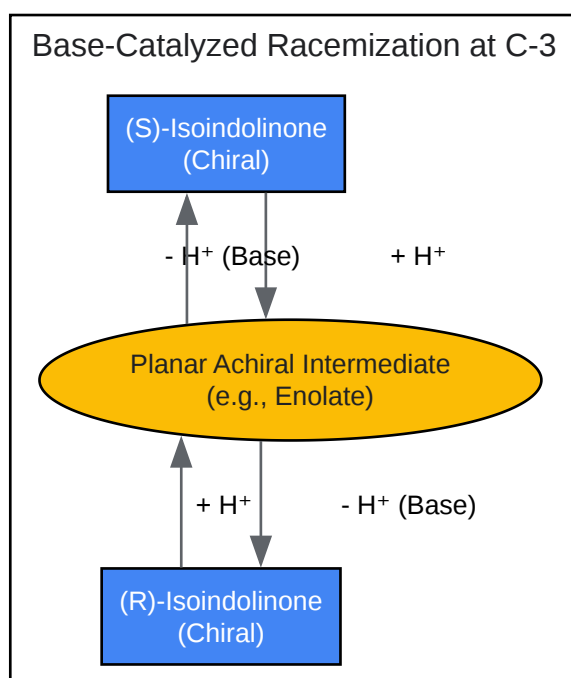 Base-Catalyzed Racemization at C-3
(S)-Isoindolinone
(Chiral)
- H⁺ (Base)
+ H⁺
Planar Achiral Intermediate
(e.g., Enolate)
+ H⁺
- H⁺ (Base)
(R)-Isoindolinone
(Chiral)